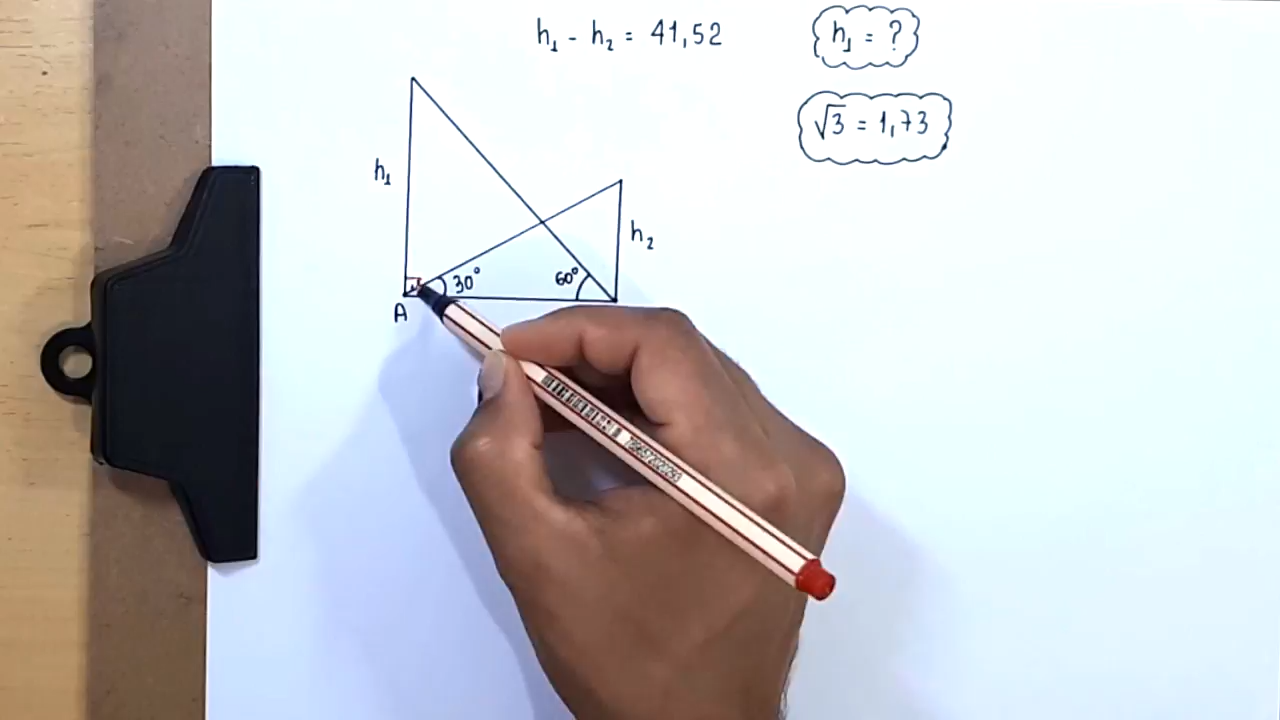 h₁ - h₂ = 41,52
h₁ = ?
√3 = 1,73
h₁
h₂
30°
60°
A